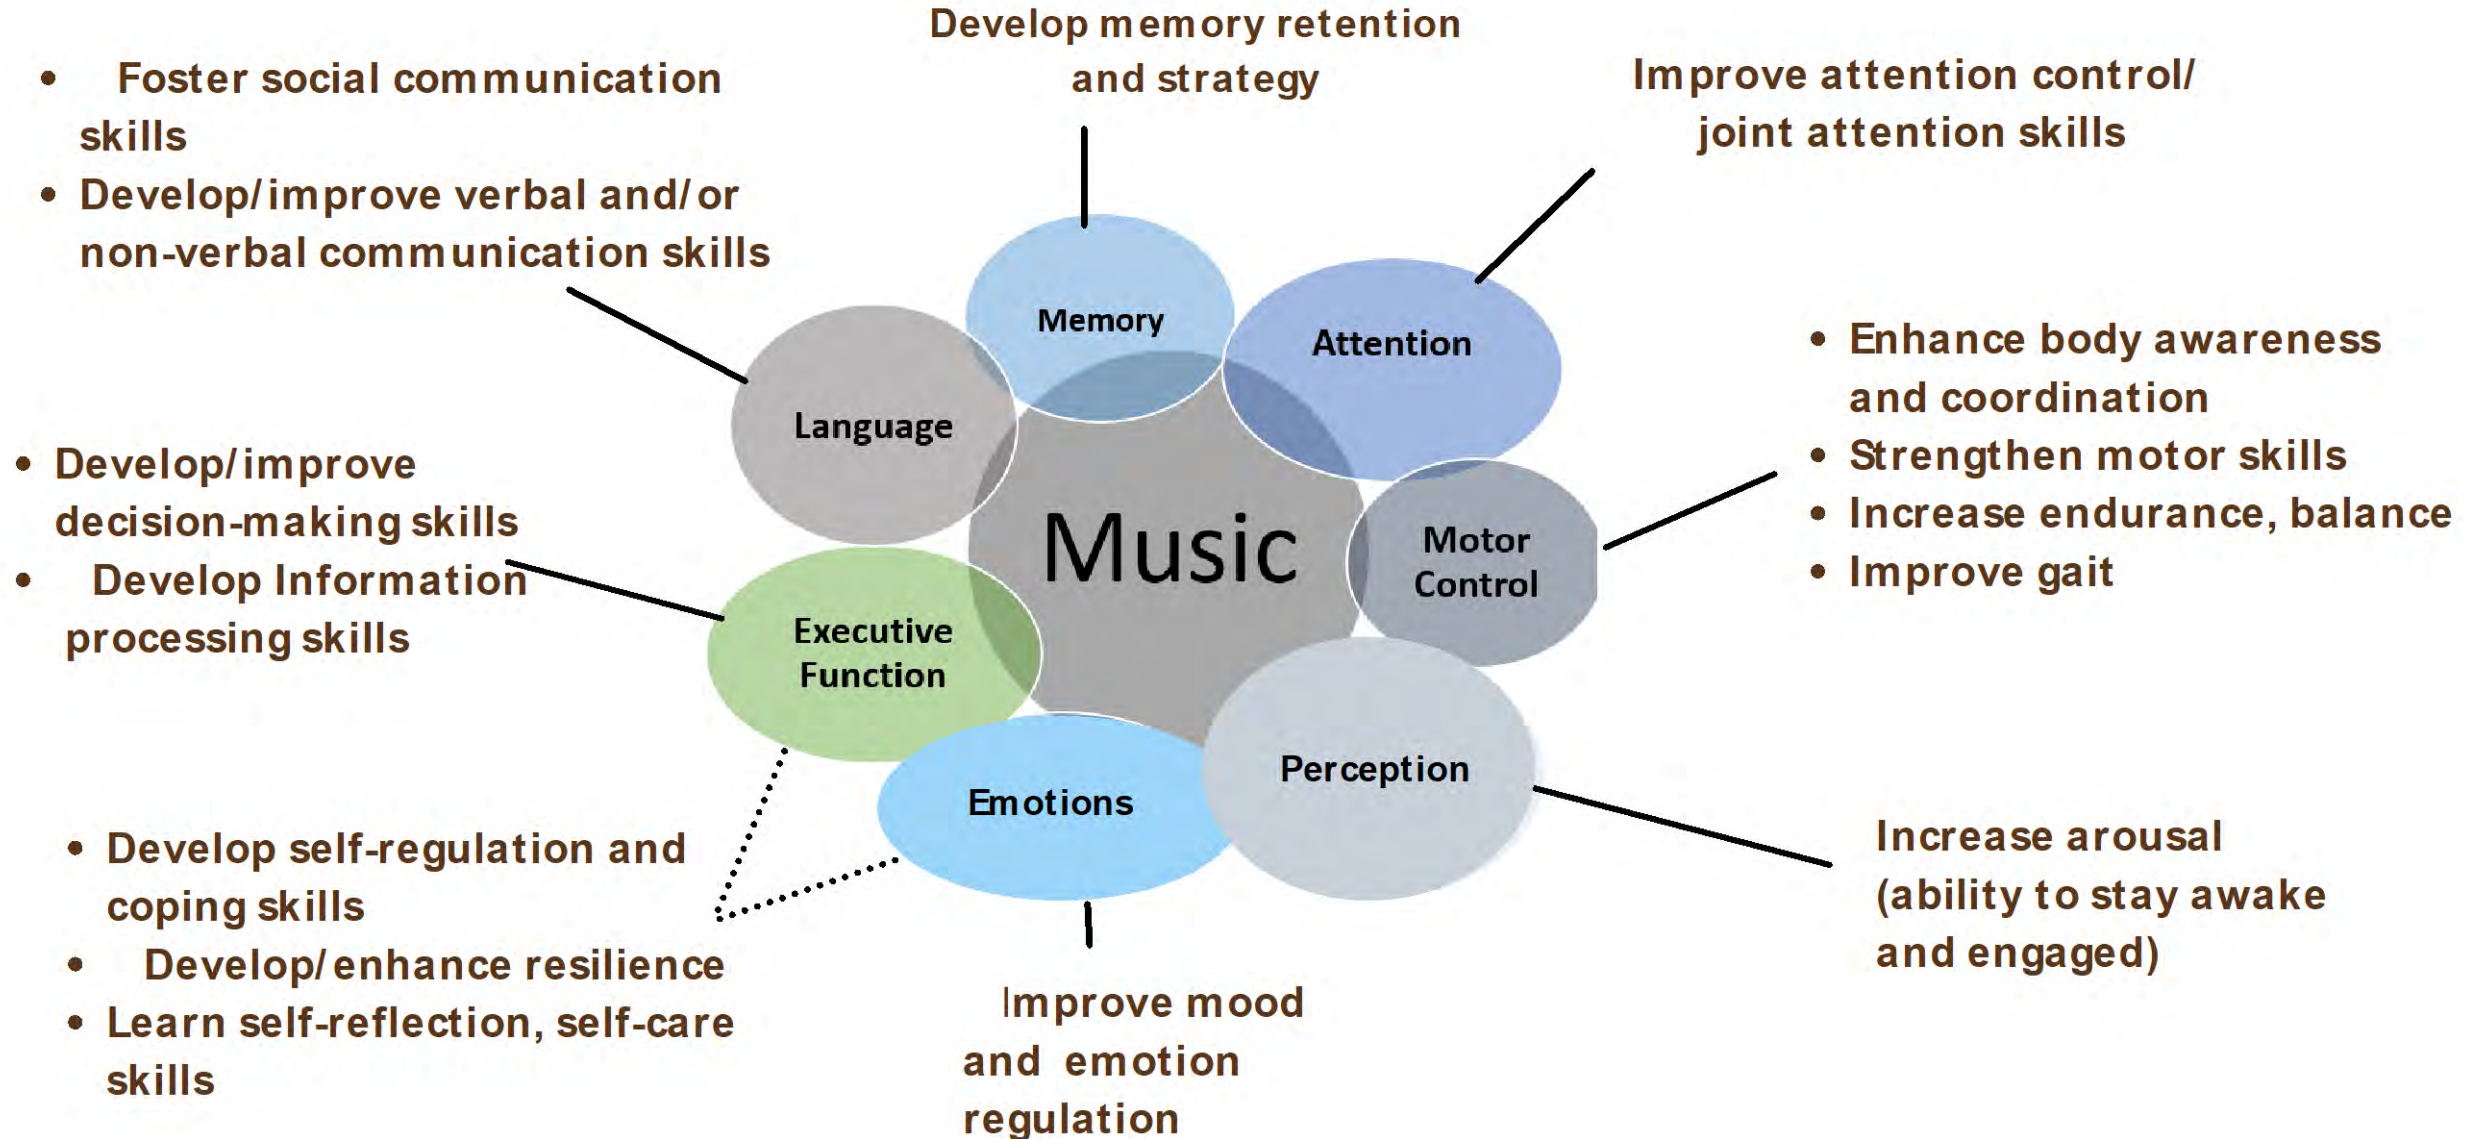 Develop memory retention
and strategy
• Foster social communication
skills
• Develop/improve verbal and/or
non-verbal communication skills
Improve attention control/
joint attention skills
Memory
Attention
Language
• Enhance body awareness
and coordination
• Strengthen motor skills
• Increase endurance, balance
• Improve gait
• Develop/improve
decision-making skills
• Develop Information
processing skills
Music
Motor
Control
Executive
Function
Emotions
Perception
• Develop self-regulation and
coping skills
• Develop/enhance resilience
• Learn self-reflection, self-care
skills
Improve mood
and emotion
regulation
Increase arousal
(ability to stay awake
and engaged)